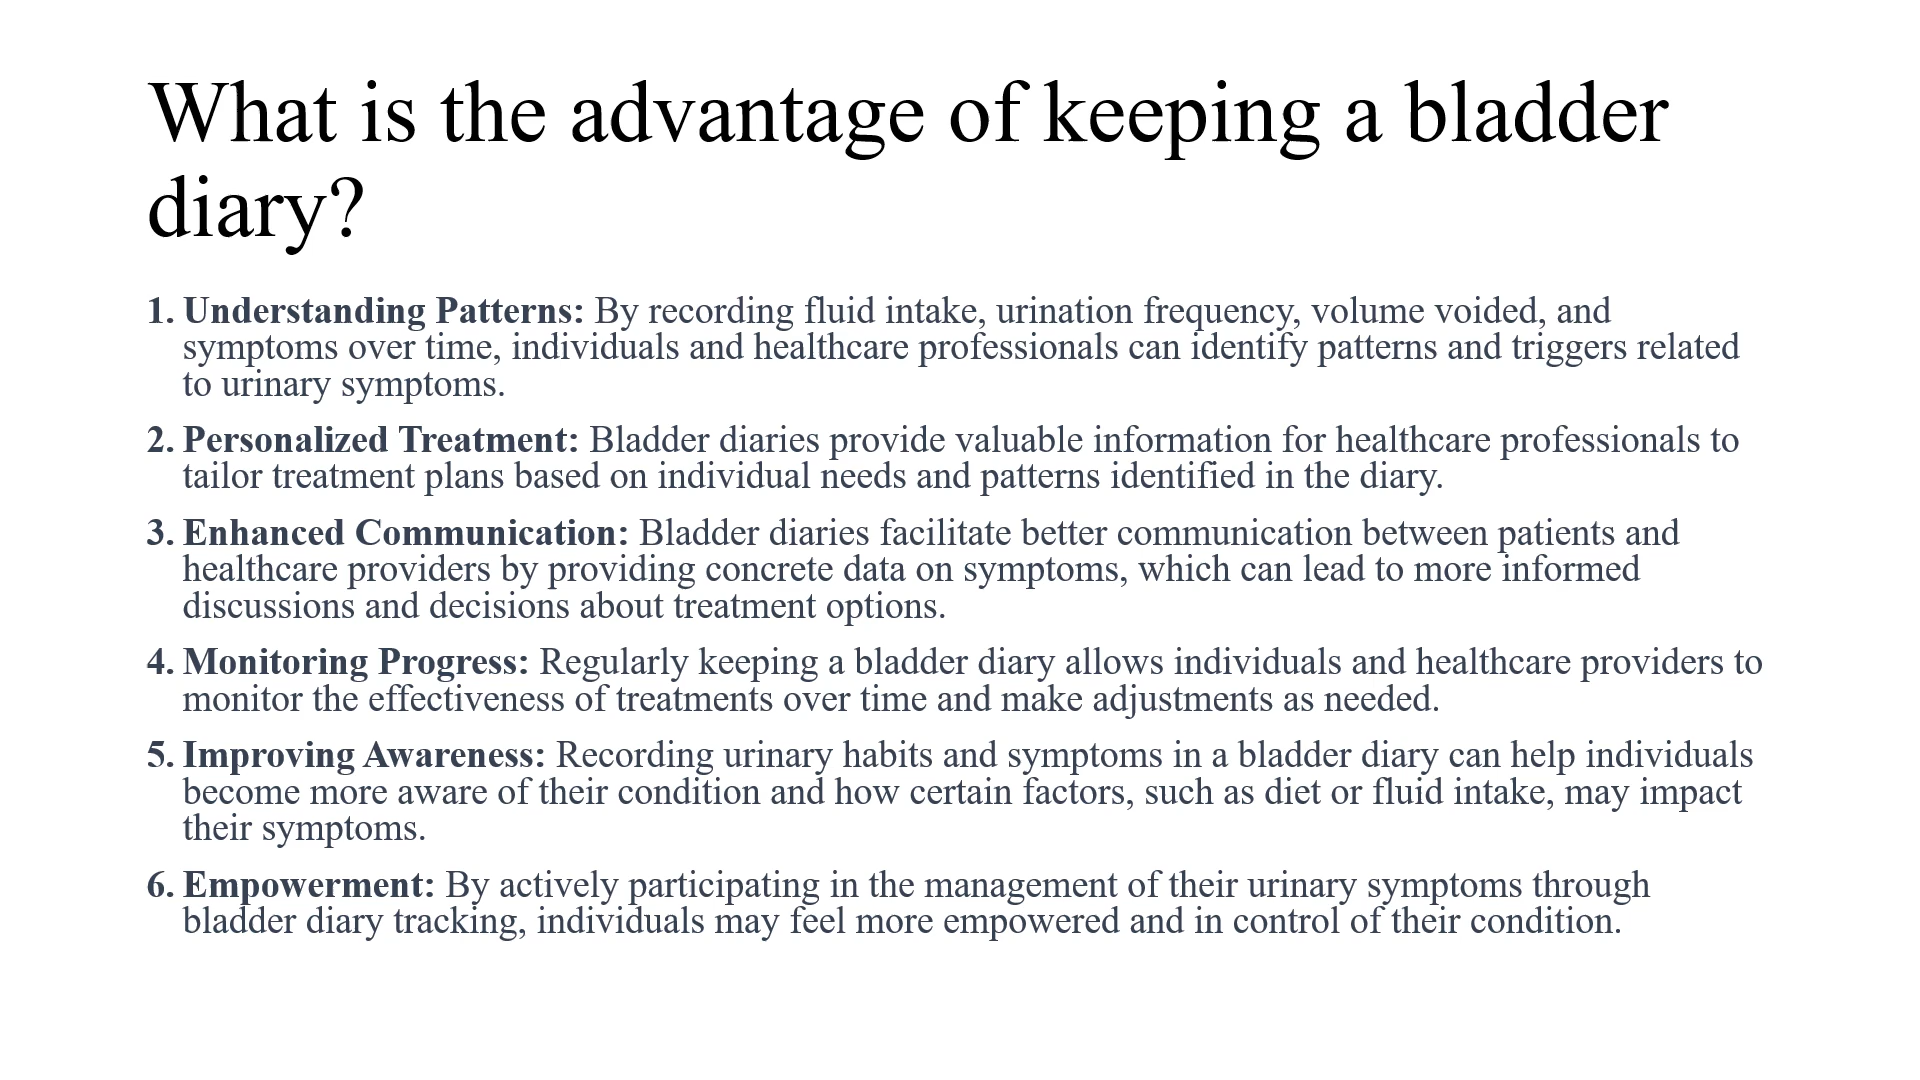 What is the advantage of keeping a bladder
diary?
1. Understanding Patterns: By recording fluid intake, urination frequency, volume voided, and
symptoms over time, individuals and healthcare professionals can identify patterns and triggers related
to urinary symptoms.
2. Personalized Treatment: Bladder diaries provide valuable information for healthcare professionals to
tailor treatment plans based on individual needs and patterns identified in the diary.
3. Enhanced Communication: Bladder diaries facilitate better communication between patients and
healthcare providers by providing concrete data on symptoms, which can lead to more informed
discussions and decisions about treatment options.
4. Monitoring Progress: Regularly keeping a bladder diary allows individuals and healthcare providers to
monitor the effectiveness of treatments over time and make adjustments as needed.
5. Improving Awareness: Recording urinary habits and symptoms in a bladder diary can help individuals
become more aware of their condition and how certain factors, such as diet or fluid intake, may impact
their symptoms.
6. Empowerment: By actively participating in the management of their urinary symptoms through
bladder diary tracking, individuals may feel more empowered and in control of their condition.